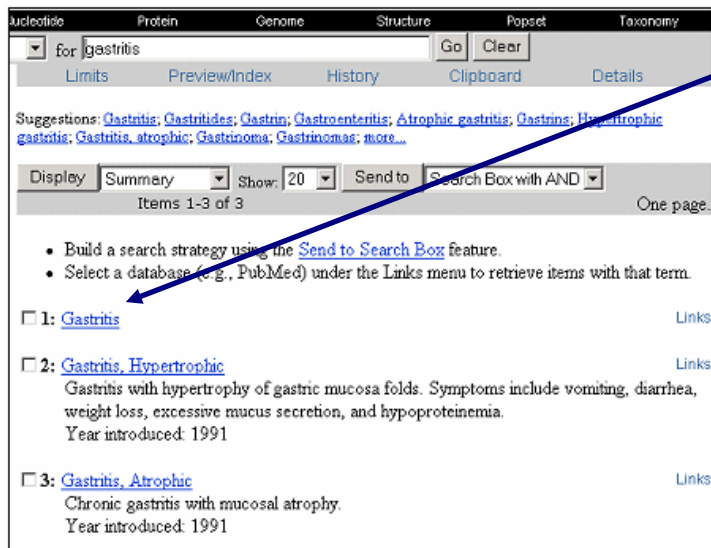 Nucleotide Protein Genome Structure Popset Taxonomy
for gastritis Go Clear
Limits Preview/Index History Clipboard Details
Suggestions: Gastritis; Gastritides; Gastrin; Gastroenteritis; Atrophic gastritis; Gastrins; Hypertrophic
gastritis; Gastritis, atrophic; Gastrinoma; Gastrinomas; more...
Display Summary Show: 20 Send to Search Box with AND
Items 1-3 of 3 One page.
• Build a search strategy using the Send to Search Box feature.
• Select a database (e.g., PubMed) under the Links menu to retrieve items with that term.
1: Gastritis Links
2: Gastritis, Hypertrophic Links
Gastritis with hypertrophy of gastric mucosa folds. Symptoms include vomiting, diarrhea,
weight loss, excessive mucus secretion, and hypoproteinemia.
Year introduced: 1991
3: Gastritis, Atrophic Links
Chronic gastritis with mucosal atrophy.
Year introduced: 1991